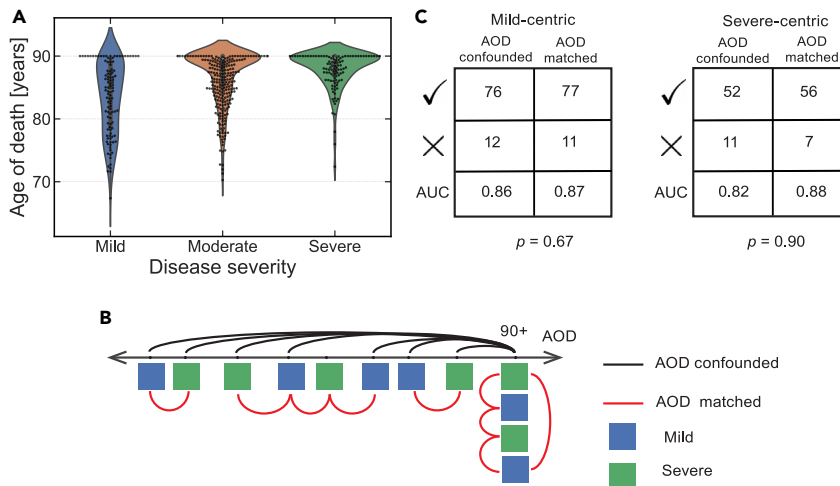 A
Age of death [years]
90
80
70
Mild
Moderate
Severe
Disease severity
C
Mild-centric
AOD confounded
AOD matched
✓
76
77
✕
12
11
AUC
0.86
0.87
p = 0.67
Severe-centric
AOD confounded
AOD matched
✓
52
56
✕
11
7
AUC
0.82
0.88
p = 0.90
B
90+
AOD
AOD confounded
AOD matched
Mild
Severe